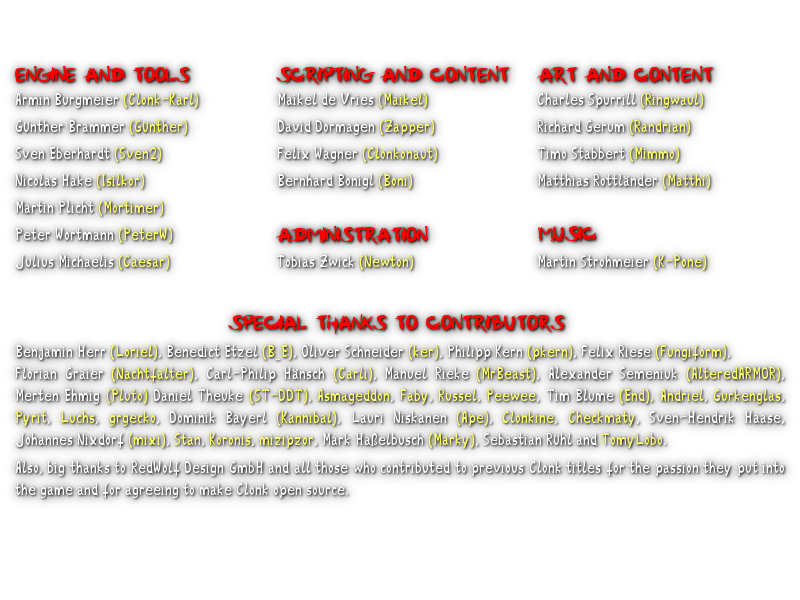 ENGINE AND TOOLS
Armin Burgmeier (Clonk-Karl)
Günther Brammer (Günther)
Sven Eberhardt (Sven2)
Nicolas Hake (Isilkor)
Martin Plicht (Mortimer)
Peter Wortmann (PeterW)
Julius Michaelis (Caesar)
SCRIPTING AND CONTENT
Maikel de Vries (Maikel)
David Dormagen (Zapper)
Felix Wagner (Clonkonaut)
Bernhard Bonigl (Boni)
ADMINISTRATION
Tobias Zwick (Newton)
ART AND CONTENT
Charles Spurrill (Ringwaul)
Richard Gerum (Randrian)
Timo Stabbert (Mimmo)
Matthias Rottländer (Matthi)
MUSIC
Martin Strohmeier (K-Pone)
SPECIAL THANKS TO CONTRIBUTORS
Benjamin Herr (Loriel), Benedict Etzel (B_E), Oliver Schneider (ker), Philipp Kern (pkern), Felix Riese (Fungiform),
Florian Graier (Nachtfalter), Carl-Philip Hänsch (Carli), Manuel Rieke (MrBeast), Alexander Semeniuk (AlteredARMOR),
Merten Ehmig (Pluto) Daniel Theuke (ST-DDT), Asmageddon, Faby, Russel, Peewee, Tim Blume (End), Andriel, Gurkenglas,
Pyrit, Luchs, grgecko, Dominik Bayerl (Kannibal), Lauri Niskanen (Ape), Clonkine, Checkmaty, Sven-Hendrik Haase,
Johannes Nixdorf (mixi), Stan, Koronis, mizipzor, Mark Haßelbusch (Marky), Sebastian Rühl and TomyLobo.
Also, big thanks to RedWolf Design GmbH and all those who contributed to previous Clonk titles for the passion they put into
the game and for agreeing to make Clonk open source.